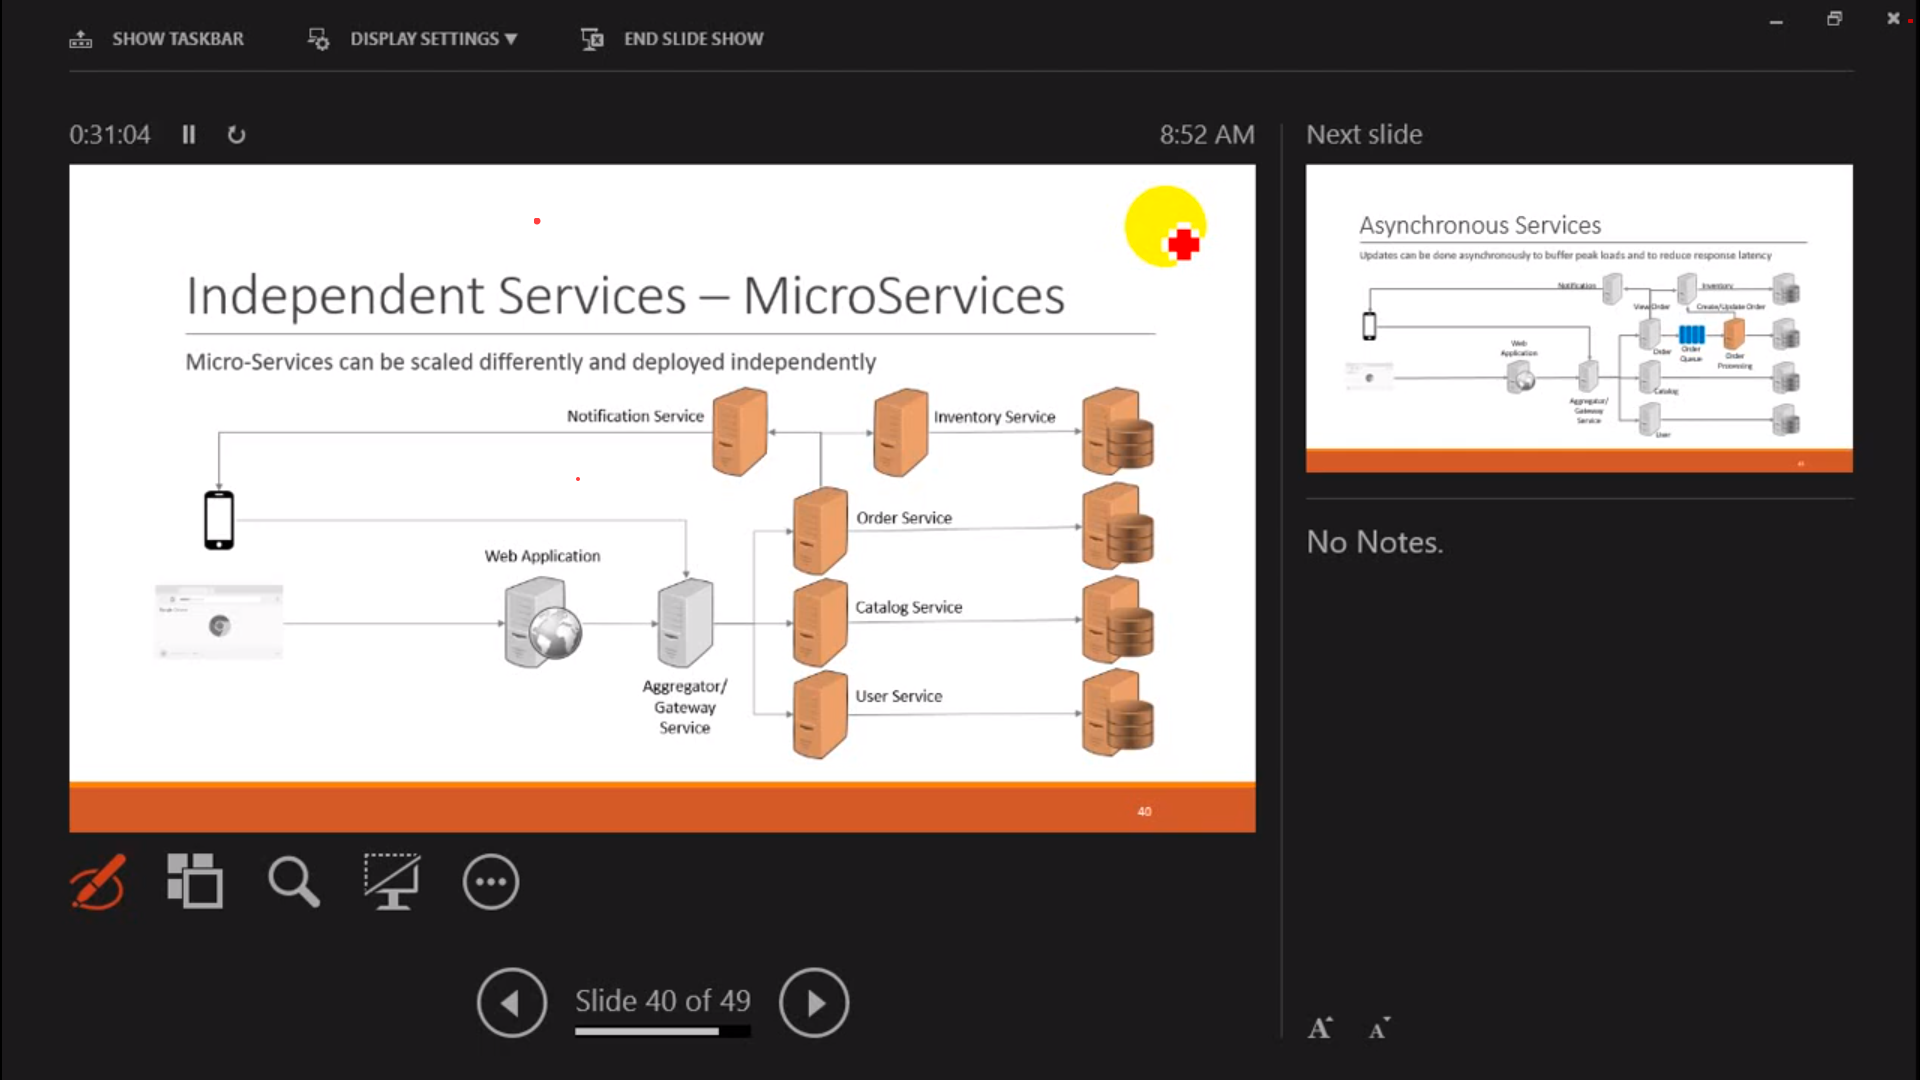 SHOW TASKBAR
DISPLAY SETTINGS ▼
END SLIDE SHOW
0:31:04
8:52 AM
Independent Services – MicroServices
Micro-Services can be scaled differently and deployed independently
Notification Service
Inventory Service
Order Service
Web Application
Catalog Service
Aggregator/
Gateway
Service
User Service
40
Slide 40 of 49
Next slide
Asynchronous Services
Updates can be done asynchronously to buffer peak loads and to reduce response latency
Notification
Inventory
View Order
Create/Update Order
Web
Application
Order
Order
Queue
Order
Processing
Catalog
Aggregator/
Gateway
Service
User
No Notes.
A
A